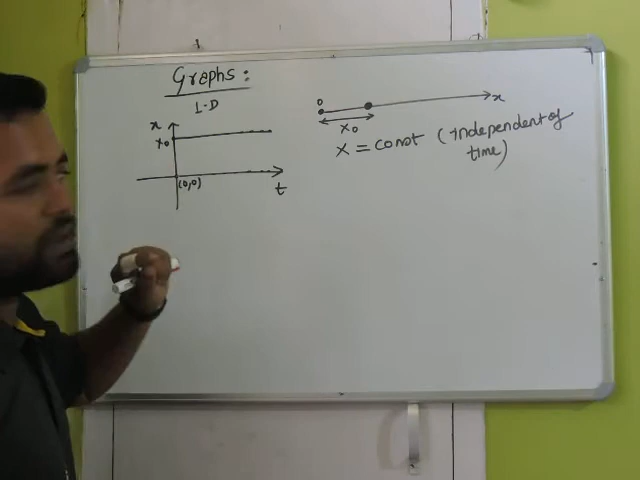 Graphs:
1-D
x
x₀
(0,0)
t
0
x
x₀
x = const (independent of
time)